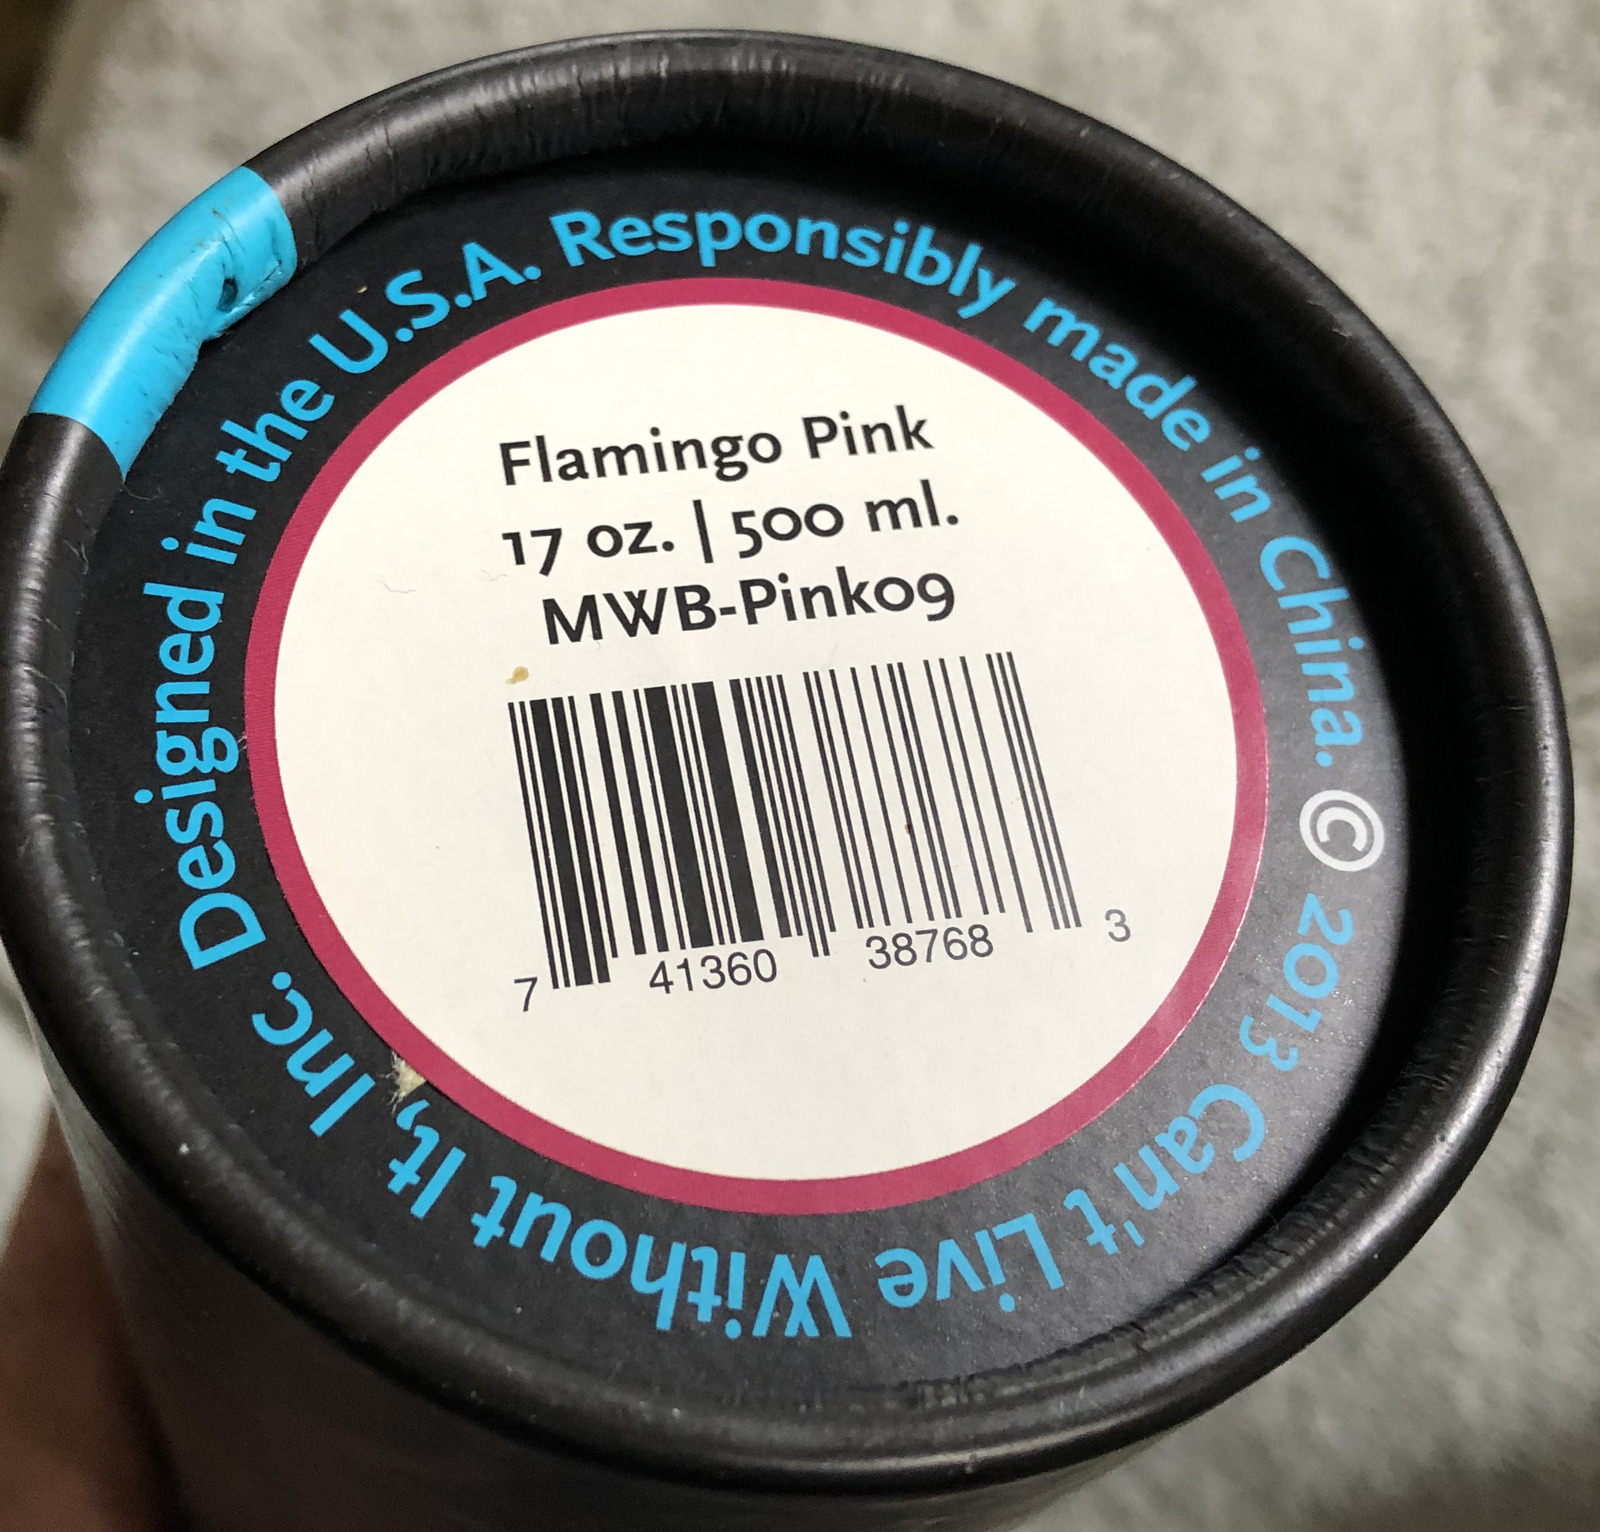 Flamingo Pink
17 oz. | 500 ml.
MWB-Pink09
7 41360 38768 3
© 2013 Can't Live Without It, Inc. Designed in the U.S.A. Responsibly made in China.